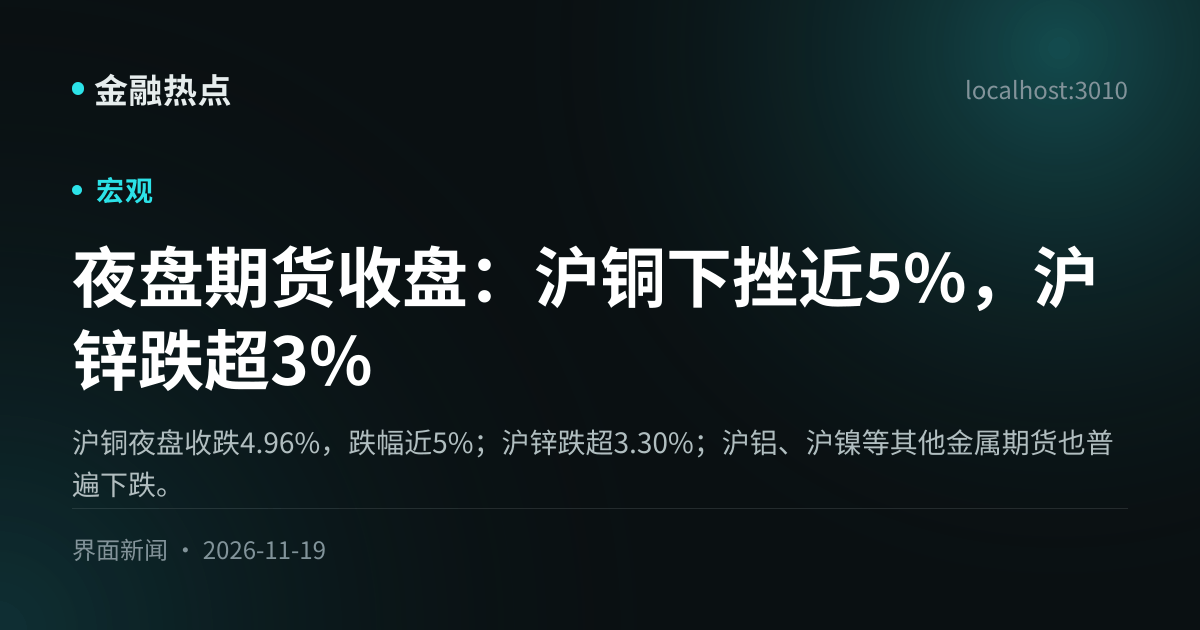 金融热点
localhost:3010
宏观
夜盘期货收盘：沪铜下挫近5%，沪
锌跌超3%
沪铜夜盘收跌4.96%，跌幅近5%；沪锌跌超3.30%；沪铝、沪镍等其他金属期货也普
遍下跌。
界面新闻 · 2026-11-19